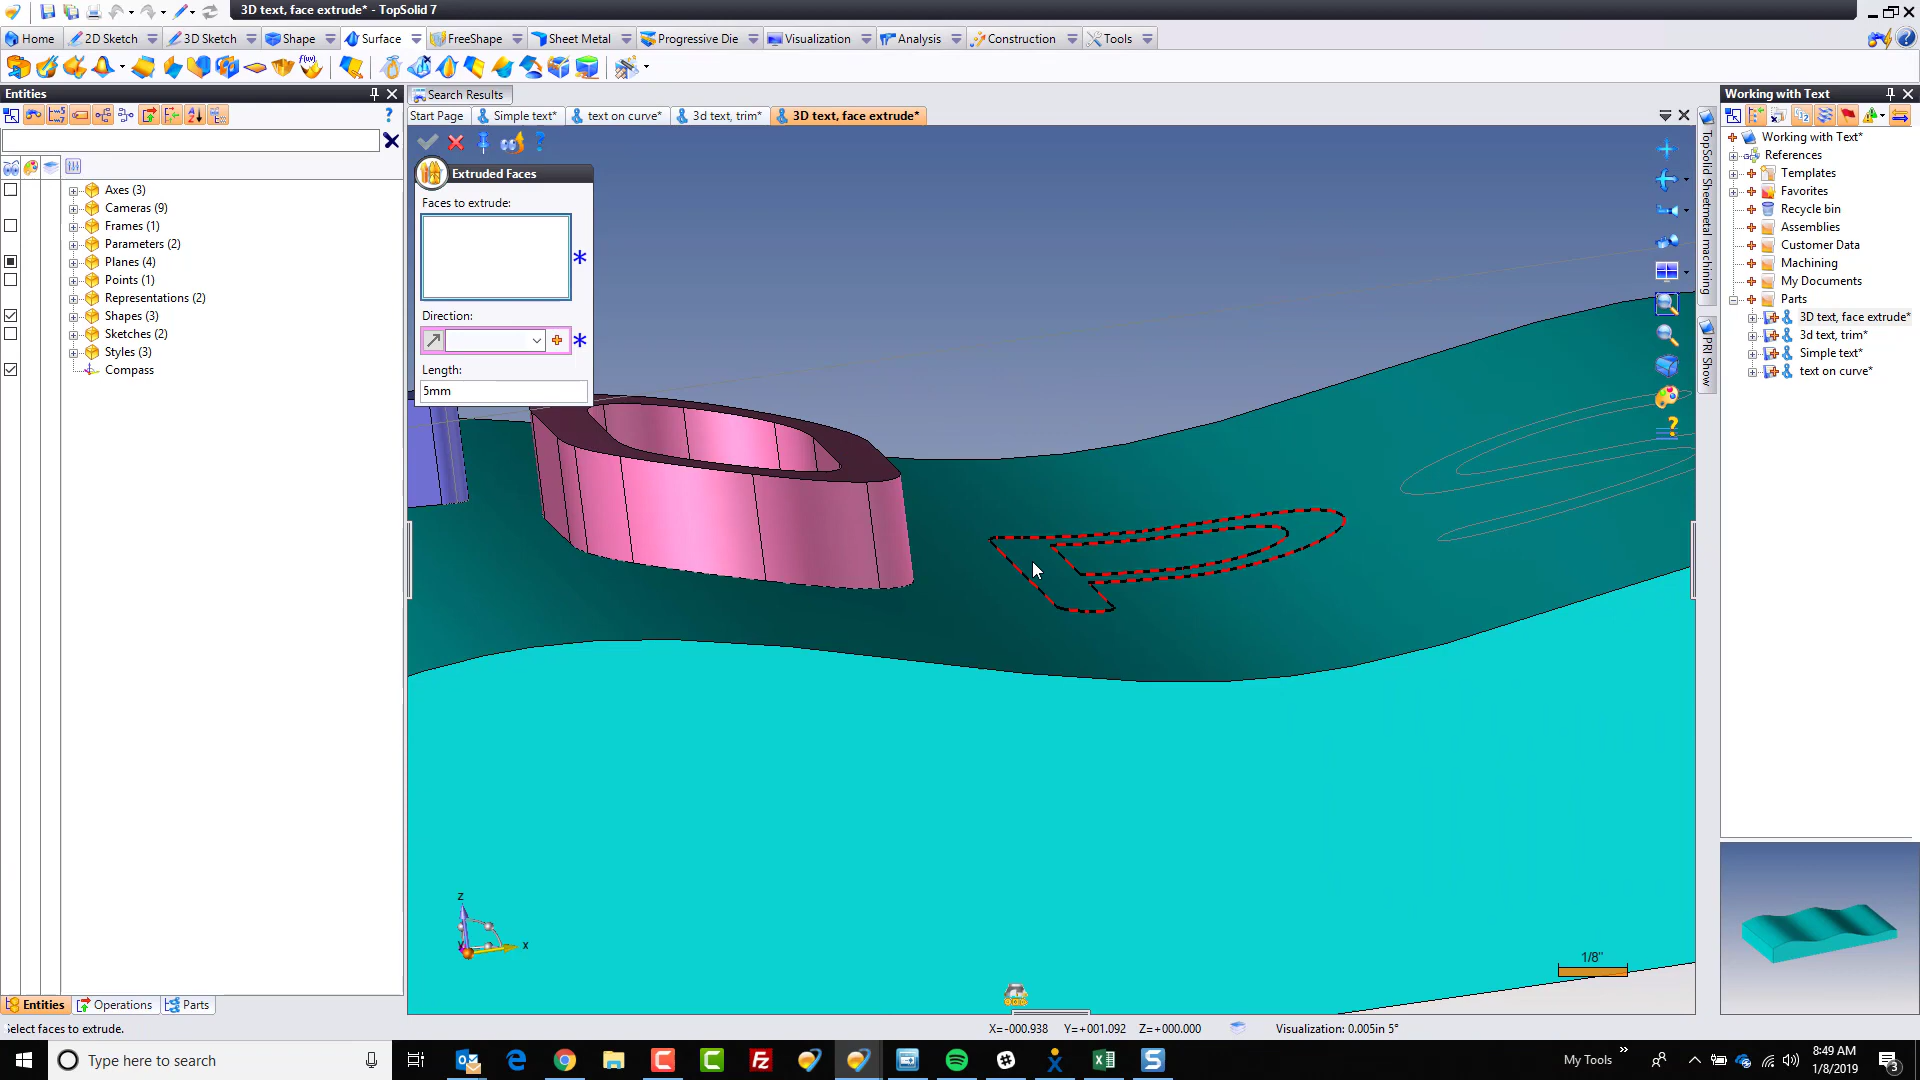 3D text, face extrude* - TopSolid 7
Home
2D Sketch
3D Sketch
Shape
Surface
FreeShape
Sheet Metal
Progressive Die
Visualization
Analysis
Construction
Tools
Entities
Search Results
Working with Text
Start Page
Simple text*
text on curve*
3d text, trim*
3D text, face extrude*
Axes (3)
Cameras (9)
Frames (1)
Parameters (2)
Planes (4)
Points (1)
Representations (2)
Shapes (3)
Sketches (2)
Styles (3)
Compass
Extruded Faces
Faces to extrude:
Direction:
Length:
5mm
TopSolid Sheetmetal machining
PRI Show
Working with Text*
References
Templates
Favorites
Recycle bin
Assemblies
Customer Data
Machining
My Documents
Parts
3D text, face extrude*
3d text, trim*
Simple text*
text on curve*
z
x
1/8"
Entities
Operations
Parts
Select faces to extrude.
X=-000.938 Y=+001.092 Z=+000.000
Visualization: 0.005in 5°
Type here to search
My Tools
8:49 AM
1/8/2019
3